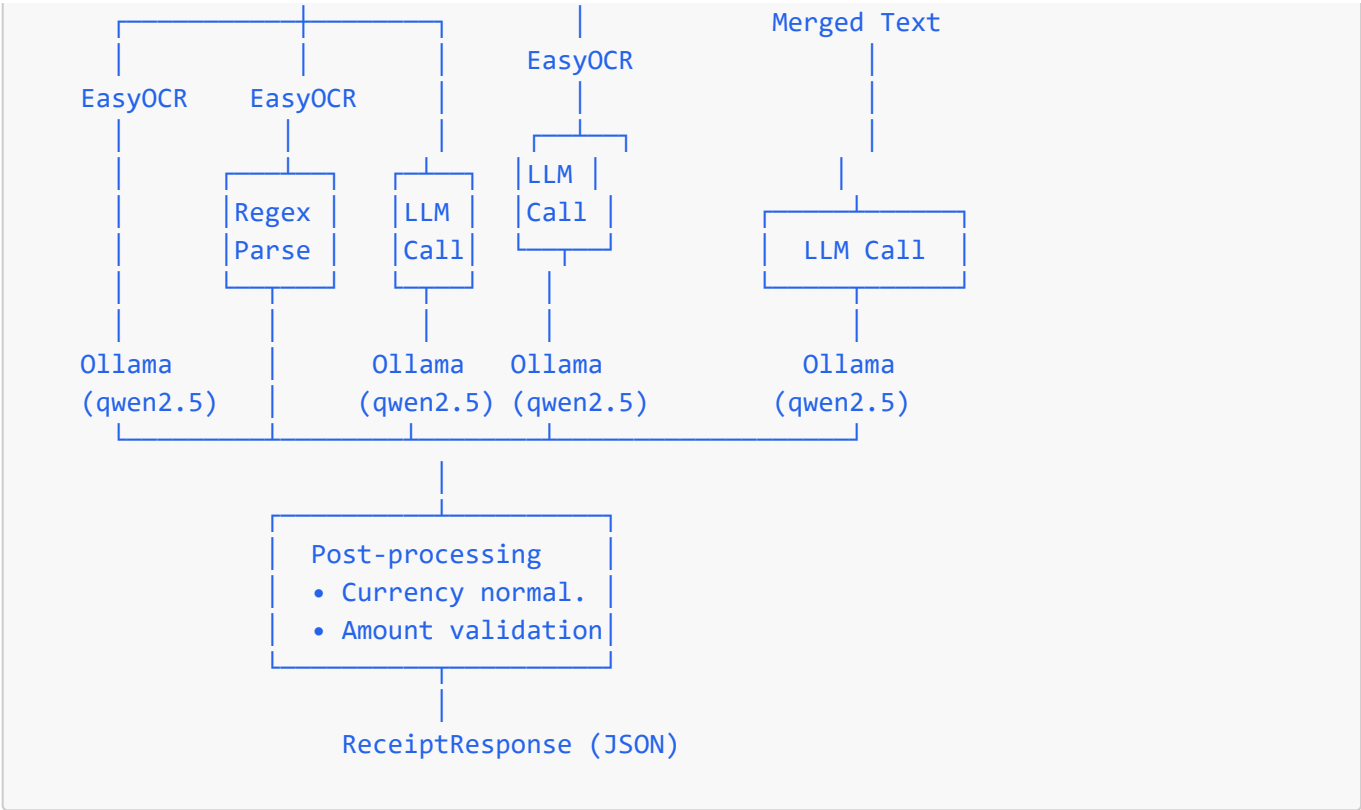 Merged Text
EasyOCR
EasyOCR EasyOCR
LLM
Regex LLM Call
Parse Call LLM Call
Ollama Ollama Ollama Ollama
(qwen2.5) (qwen2.5) (qwen2.5) (qwen2.5)
Post-processing
• Currency normal.
• Amount validation
ReceiptResponse (JSON)